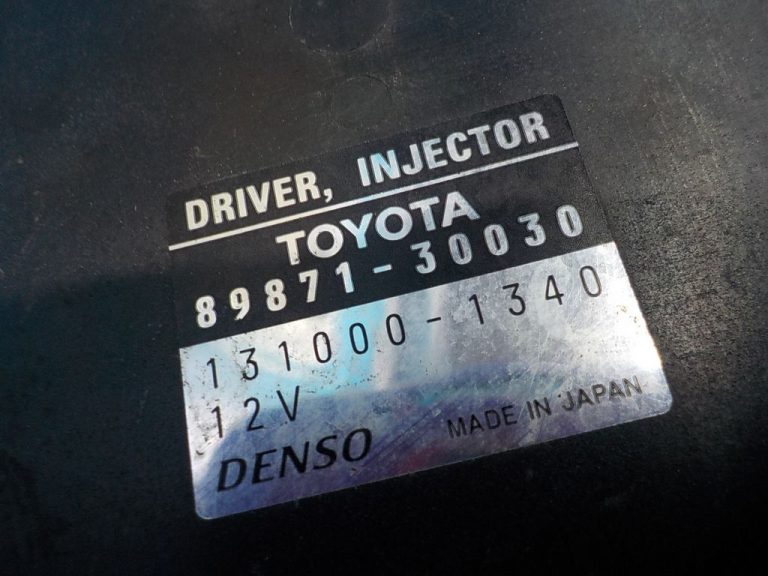 DRIVER, INJECTOR
TOYOTA
89871-30030
131000-1340
12V
DENSO MADE IN JAPAN